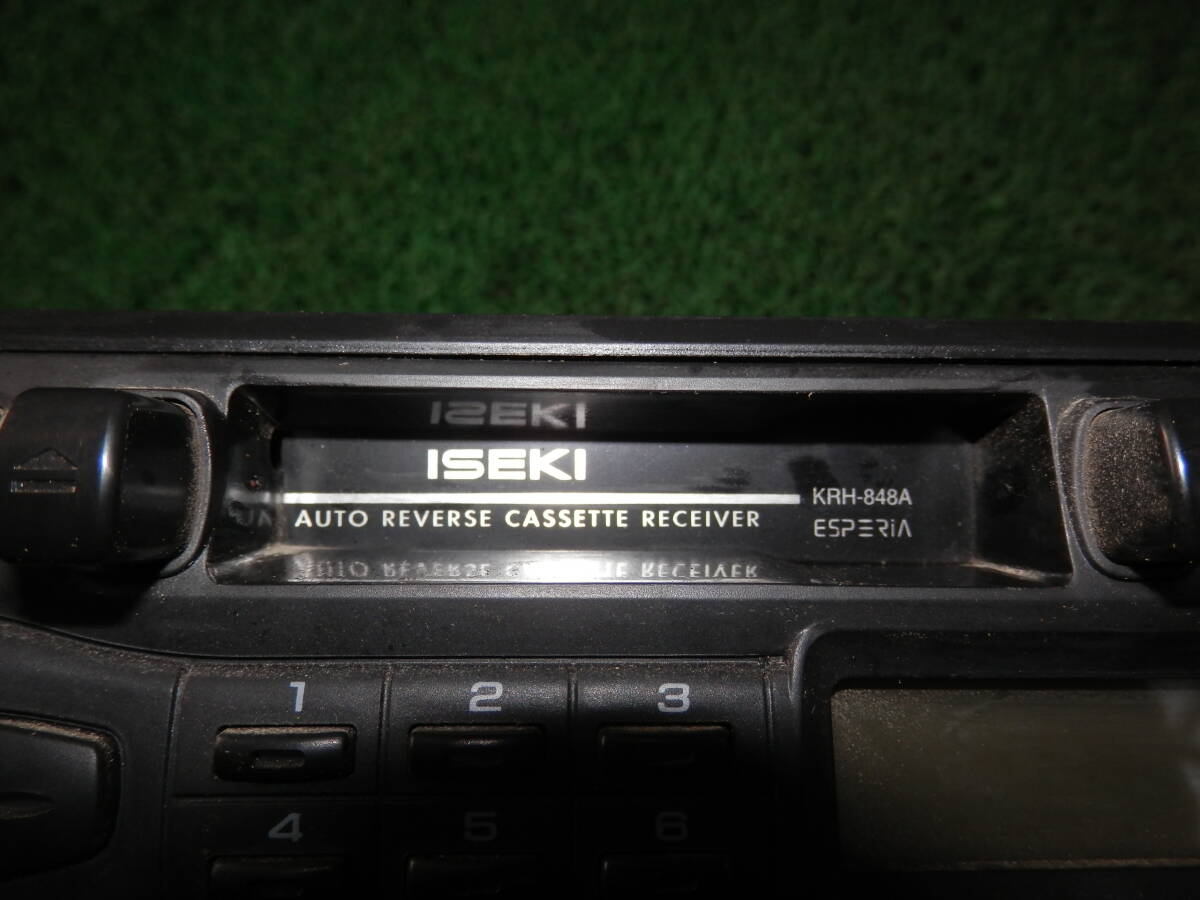 ISEKI
AUTO REVERSE CASSETTE RECEIVER
KRH-848A
ESPERIA
1 2 3
4 5 6